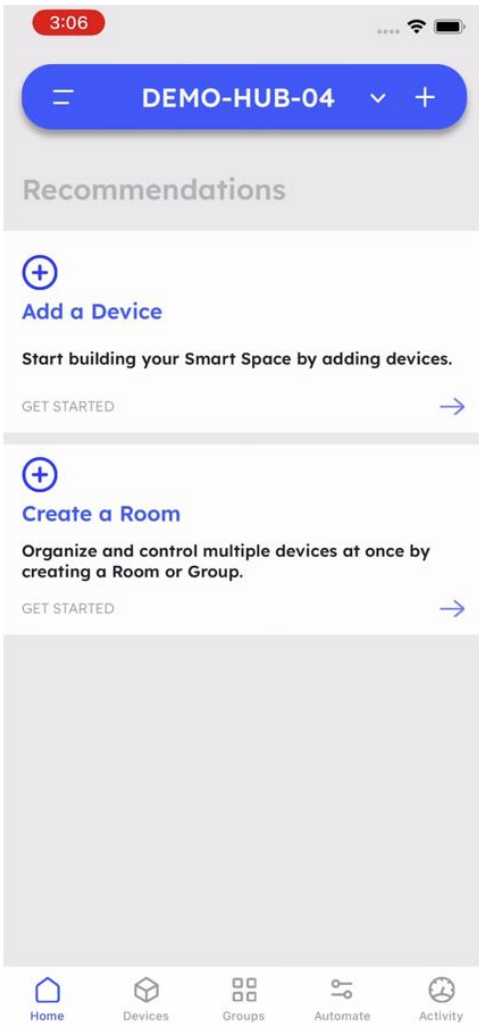 3:06
DEMO-HUB-04
Recommendations
Add a Device
Start building your Smart Space by adding devices.
GET STARTED
Create a Room
Organize and control multiple devices at once by
creating a Room or Group.
GET STARTED
Home Devices Groups Automate Activity